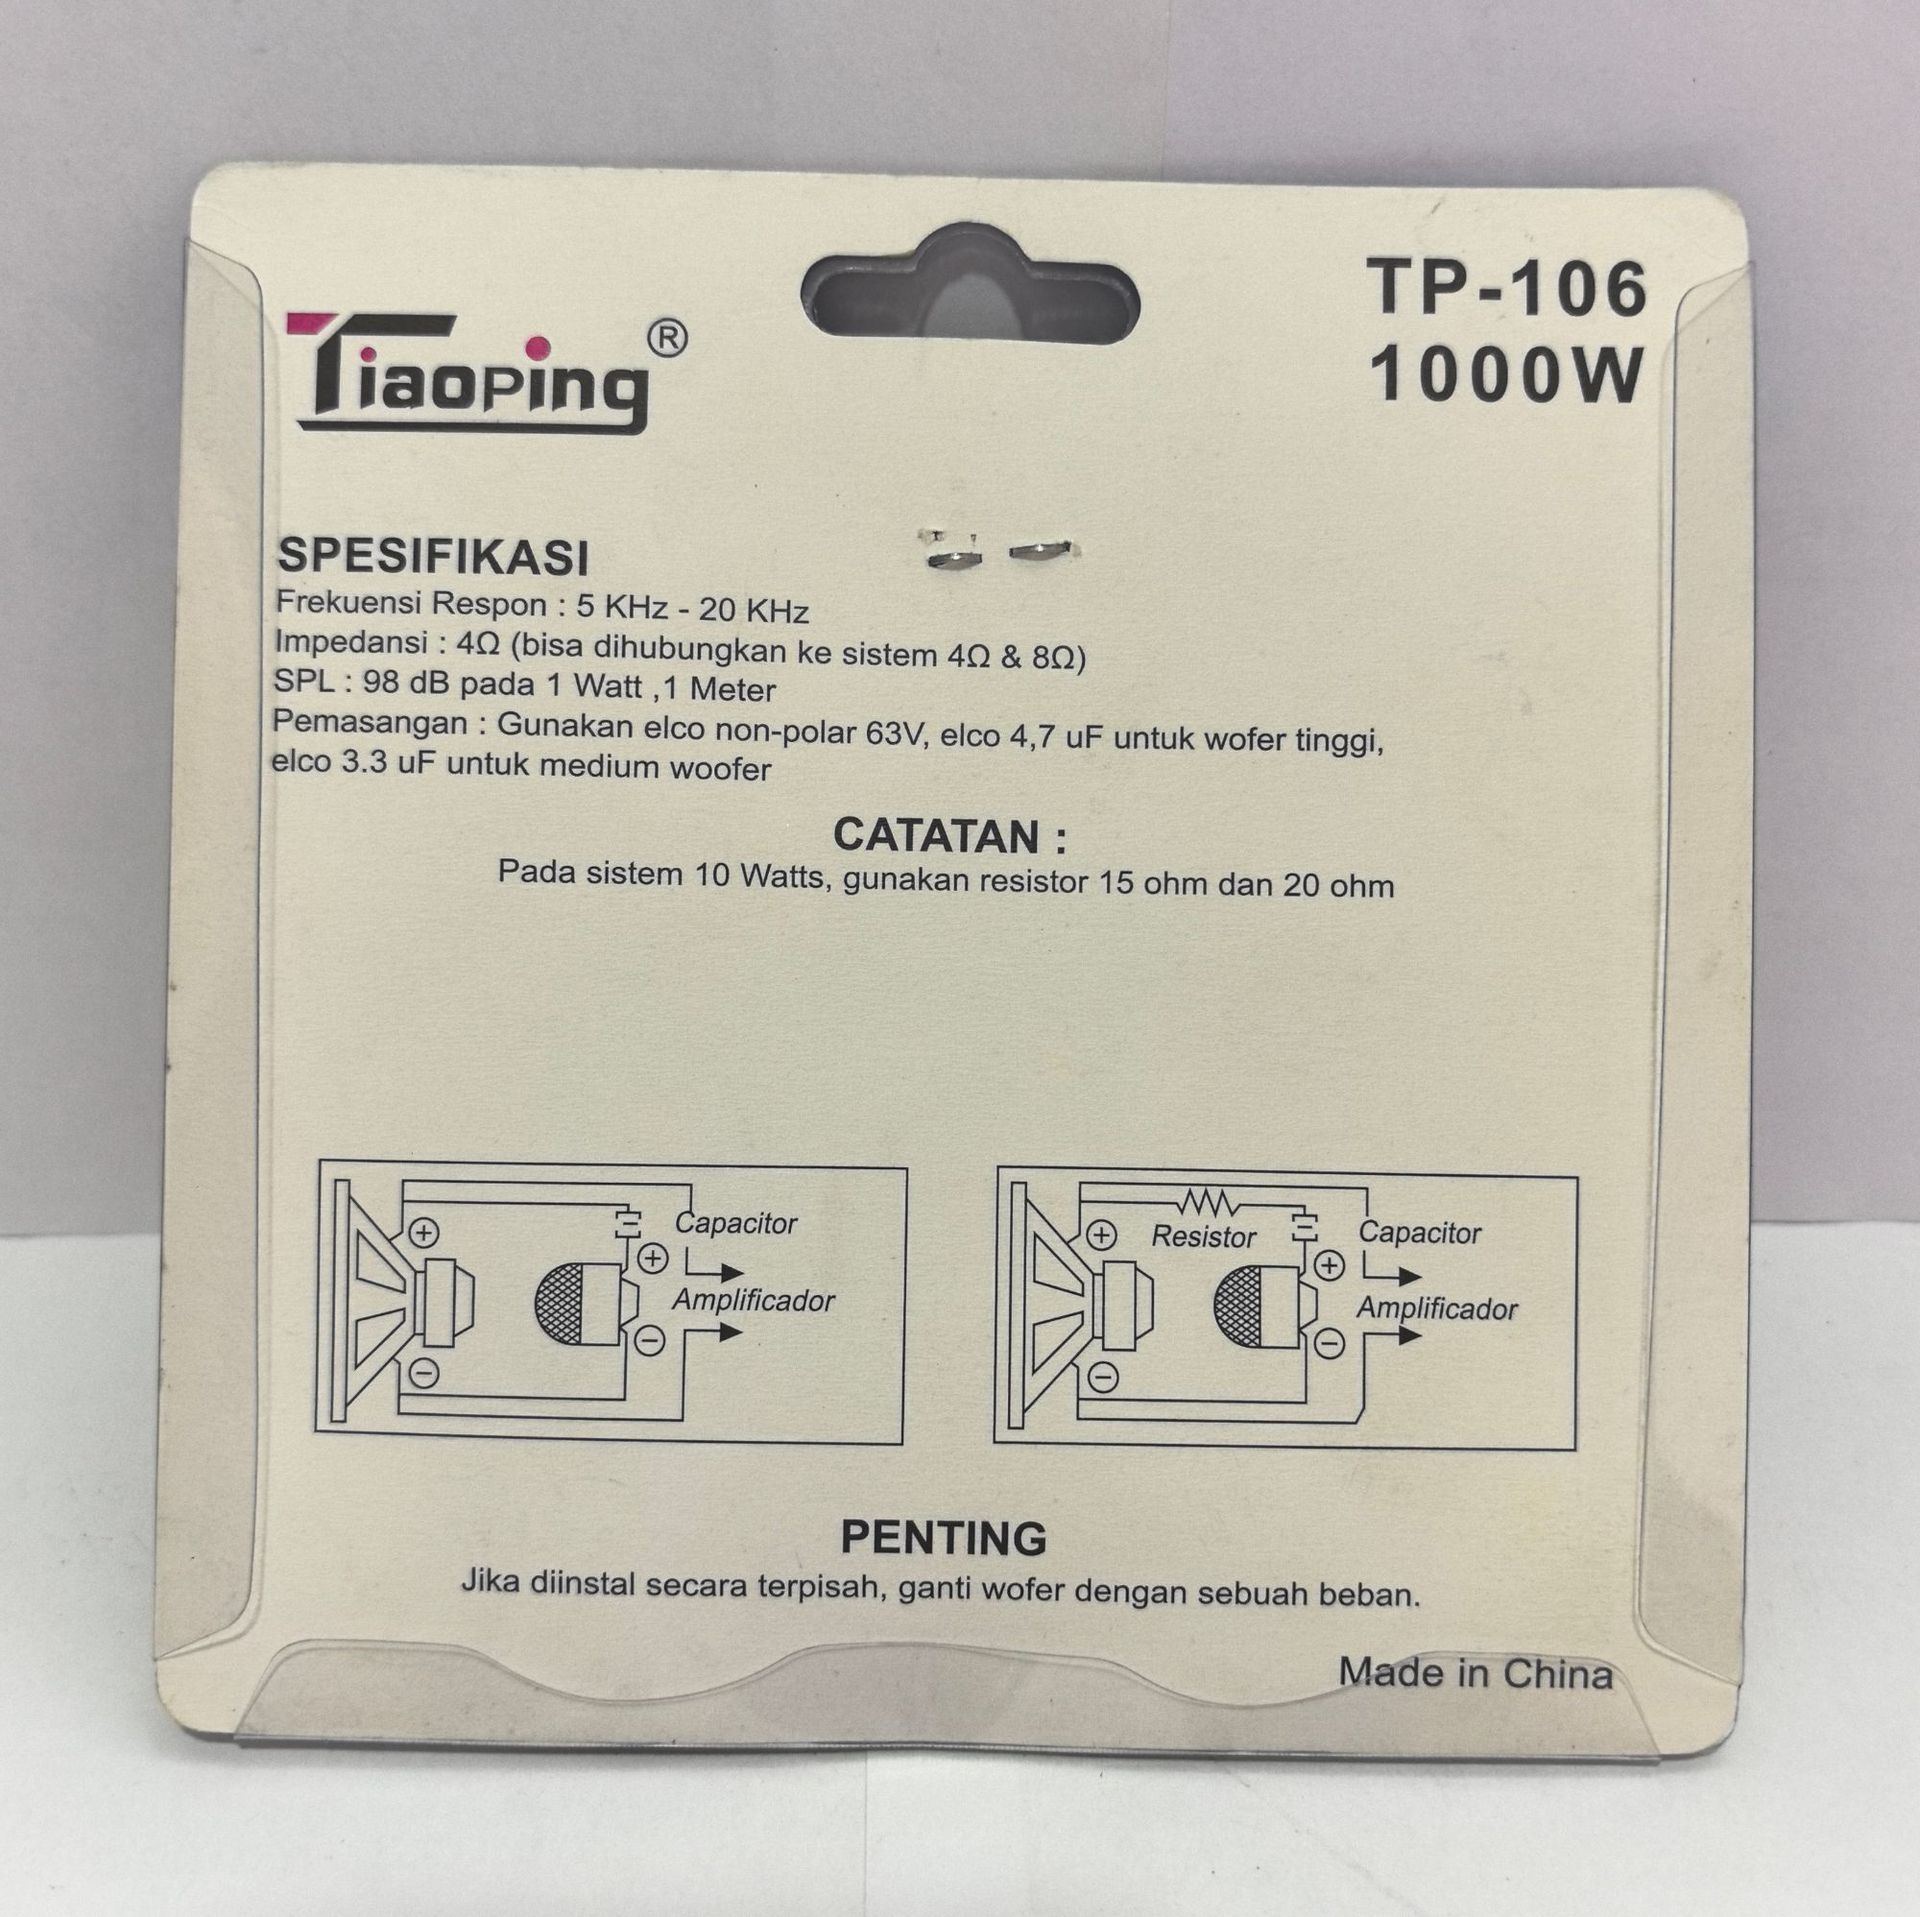 Tiaoping®
TP-106
1000W
SPESIFIKASI
Frekuensi Respon : 5 KHz - 20 KHz
Impedansi : 4Ω (bisa dihubungkan ke sistem 4Ω & 8Ω)
SPL : 98 dB pada 1 Watt ,1 Meter
Pemasangan : Gunakan elco non-polar 63V, elco 4,7 uF untuk wofer tinggi,
elco 3.3 uF untuk medium woofer
CATATAN :
Pada sistem 10 Watts, gunakan resistor 15 ohm dan 20 ohm
+
Capacitor
+
Amplificador
−
−
+
Resistor
Capacitor
+
Amplificador
−
−
PENTING
Jika diinstal secara terpisah, ganti wofer dengan sebuah beban.
Made in China